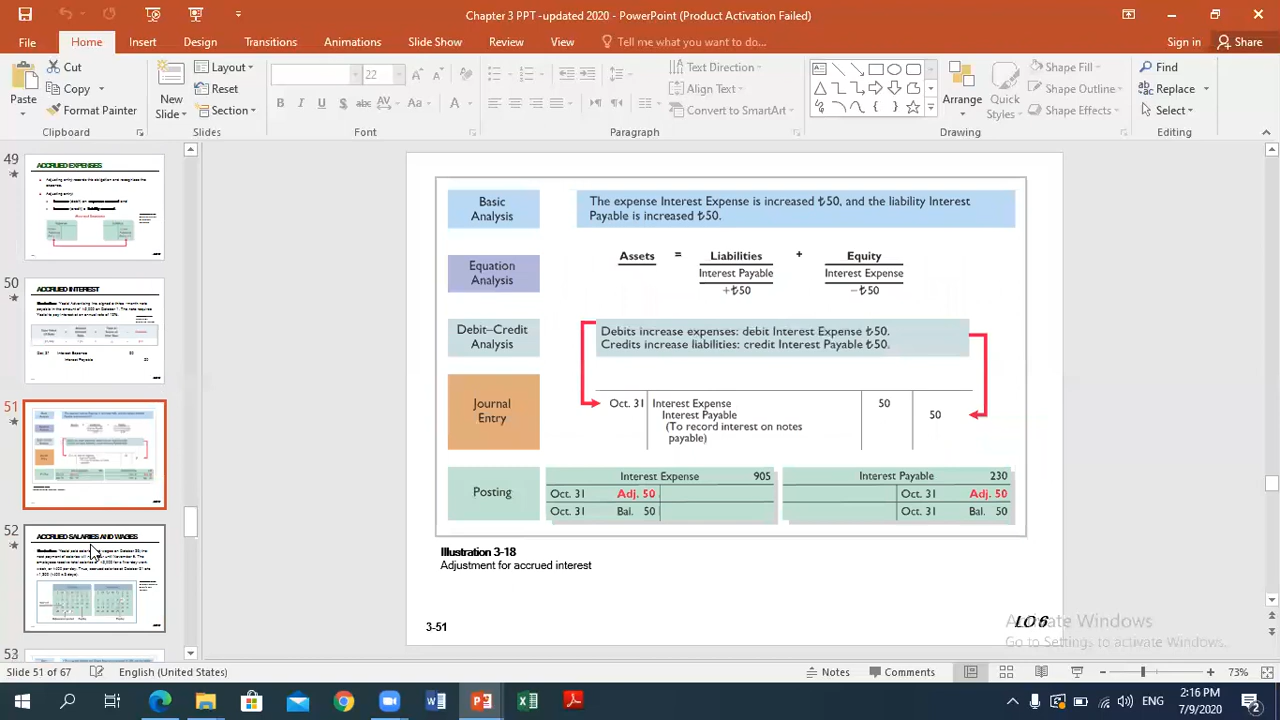 Chapter 3 PPT -updated 2020 - PowerPoint (Product Activation Failed)
File Home Insert Design Transitions Animations Slide Show Review View Tell me what you want to do... Sign in Share
Paste Cut Copy Format Painter
Clipboard
New Slide Layout Reset Section
Slides
22
B I U S abc AV Aa A
Font
Text Direction
Align Text
Convert to SmartArt
Paragraph
Arrange Quick Styles Shape Fill Shape Outline Shape Effects
Drawing
Find
Replace
Select
Editing
49
ACCRUED EXPENSES
50
ACCRUED INTEREST
51
52
ACCRUED SALARIES AND WAGES
53
Basic Analysis
The expense Interest Expense is increased ₺50, and the liability Interest
Payable is increased ₺50.
Equation Analysis
Assets = Liabilities + Equity
Interest Payable Interest Expense
+₺50 −₺50
Debit–Credit Analysis
Debits increase expenses: debit Interest Expense ₺50.
Credits increase liabilities: credit Interest Payable ₺50.
Journal Entry
Oct. 31 Interest Expense 50
Interest Payable 50
(To record interest on notes
payable)
Posting
Interest Expense 905
Oct. 31 Adj. 50
Oct. 31 Bal. 50
Interest Payable 230
Oct. 31 Adj. 50
Oct. 31 Bal. 50
Illustration 3-18
Adjustment for accrued interest
3-51
LO 6
Activate Windows
Go to Settings to activate Windows.
Slide 51 of 67 English (United States) Notes Comments 73%
ENG
2:16 PM
7/9/2020
2